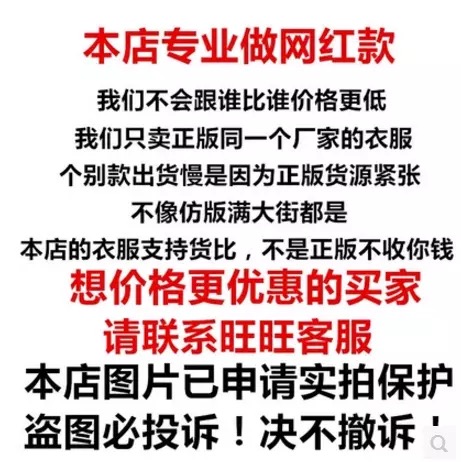 本店专业做网红款
我们不会跟谁比谁价格更低
我们只卖正版同一个厂家的衣服
个别款出货慢是因为正版货源紧张
不像仿版满大街都是
本店的衣服支持货比，不是正版不收你钱
想价格更优惠的买家
请联系旺旺客服
本店图片已申请实拍保护
盗图必投诉！决不撤诉！